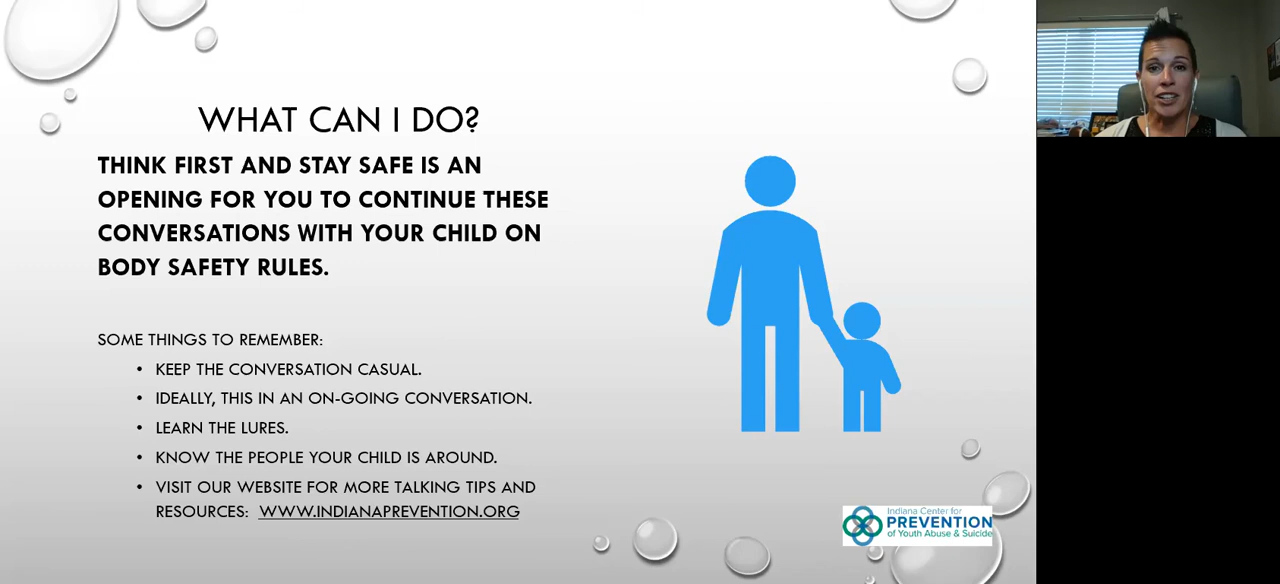 WHAT CAN I DO?
THINK FIRST AND STAY SAFE IS AN
OPENING FOR YOU TO CONTINUE THESE
CONVERSATIONS WITH YOUR CHILD ON
BODY SAFETY RULES.
SOME THINGS TO REMEMBER:
• KEEP THE CONVERSATION CASUAL.
• IDEALLY, THIS IN AN ON-GOING CONVERSATION.
• LEARN THE LURES.
• KNOW THE PEOPLE YOUR CHILD IS AROUND.
• VISIT OUR WEBSITE FOR MORE TALKING TIPS AND
RESOURCES: WWW.INDIANAPREVENTION.ORG
Indiana Center for
PREVENTION
of Youth Abuse & Suicide